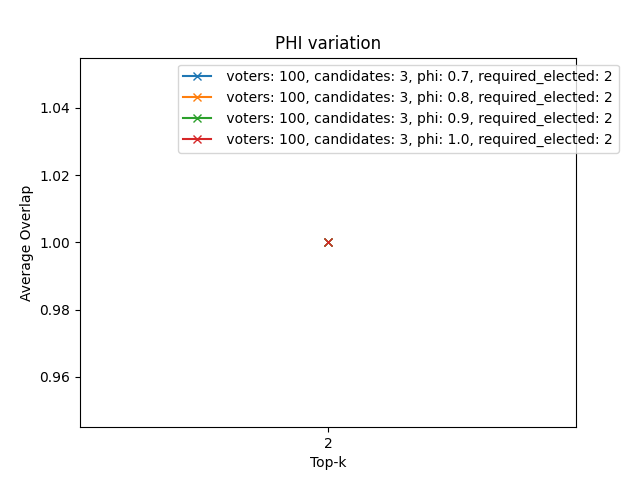 PHI variation
voters: 100, candidates: 3, phi: 0.7, required_elected: 2
voters: 100, candidates: 3, phi: 0.8, required_elected: 2
voters: 100, candidates: 3, phi: 0.9, required_elected: 2
voters: 100, candidates: 3, phi: 1.0, required_elected: 2
Average Overlap
1.04
1.02
1.00
0.98
0.96
2
Top-k